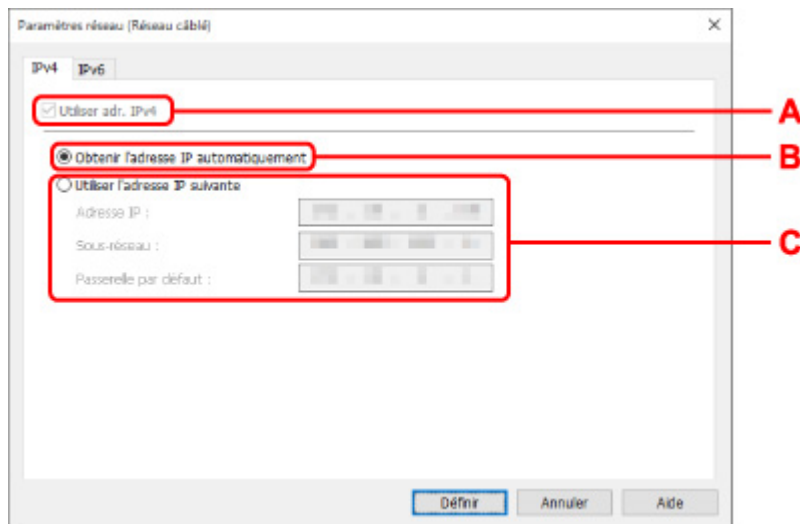 Paramètres réseau (Réseau câblé)
IPv4 IPv6
Utiliser adr. IPv4
A
Obtenir l'adresse IP automatiquement
B
Utiliser l'adresse IP suivante
Adresse IP :
Sous-réseau :
C
Passerelle par défaut :
Définir Annuler Aide